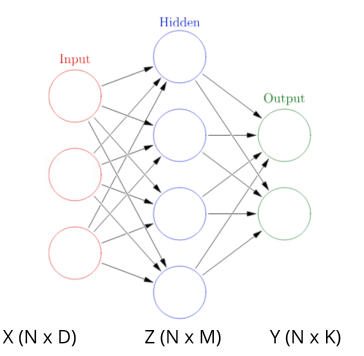 Hidden
Input
Output
X (N x D)
Z (N x M)
Y (N x K)